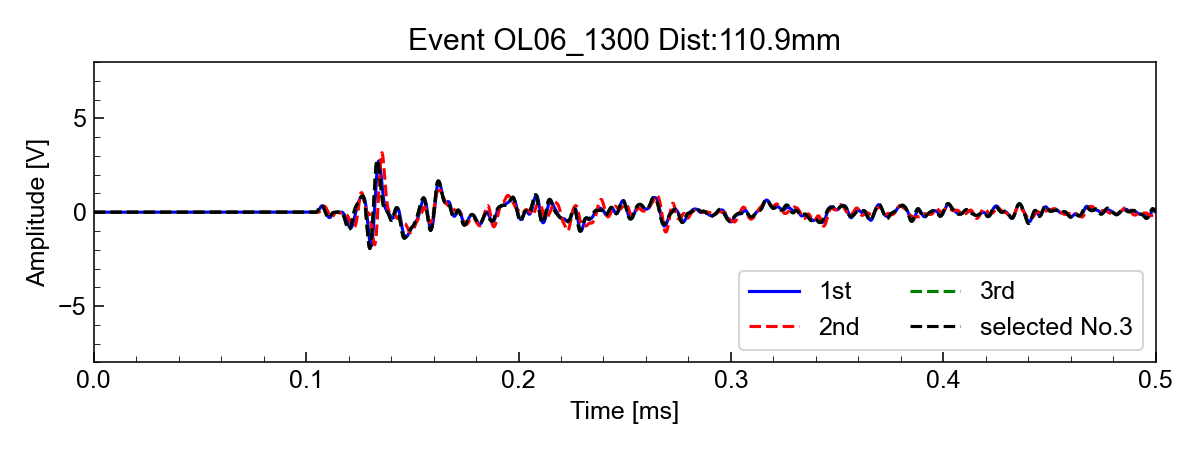 Event OL06_1300 Dist:110.9mm
Amplitude [V]
5
0
−5
1st
2nd
3rd
selected No.3
0.0 0.1 0.2 0.3 0.4 0.5
Time [ms]